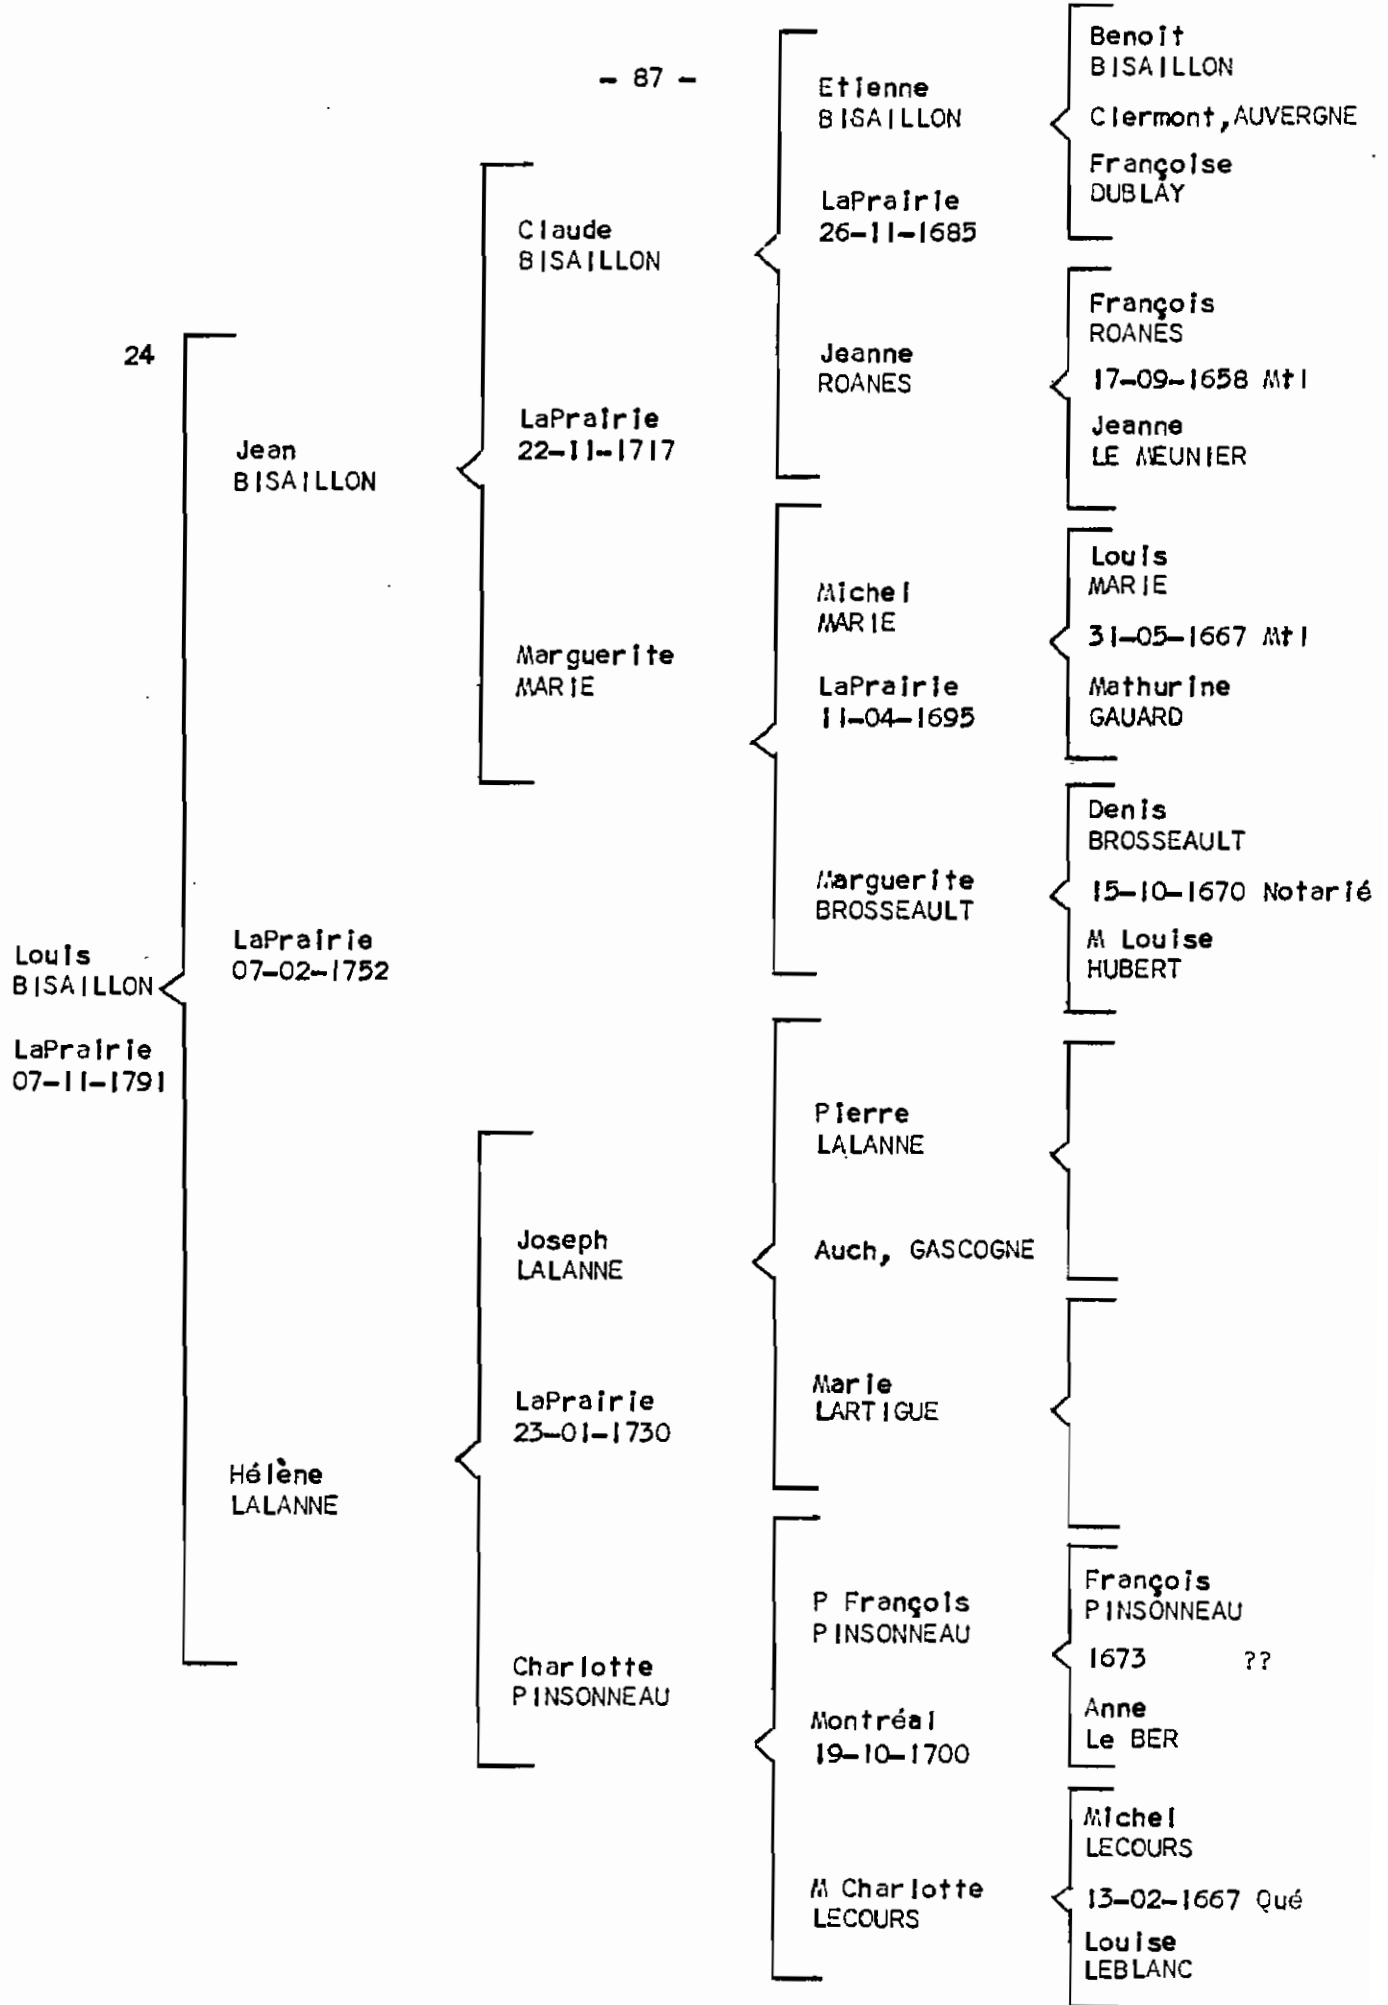 - 87 -
24
Louis
BISAILLON
LaPrairie
07-11-1791
Jean
BISAILLON
LaPrairie
07-02-1752
Hélène
LALANNE
Claude
BISAILLON
LaPrairie
22-11-1717
Marguerite
MARIE
Joseph
LALANNE
LaPrairie
23-01-1730
Charlotte
PINSONNEAU
Etienne
BISAILLON
LaPrairie
26-11-1685
Jeanne
ROANES
Michel
MARIE
LaPrairie
11-04-1695
Marguerite
BROSSEAULT
Pierre
LALANNE
Auch, GASCOGNE
Marie
LARTIGUE
P François
PINSONNEAU
Montréal
19-10-1700
M Charlotte
LECOURS
Benoît
BISAILLON
Clermont, AUVERGNE
Françoise
DUBLAY
François
ROANES
17-09-1658 Mtl
Jeanne
LE MEUNIER
Louis
MARIE
31-05-1667 Mtl
Mathurine
GAUARD
Denis
BROSSEAULT
15-10-1670 Notarié
M Louise
HUBERT
François
PINSONNEAU
1673 ??
Anne
Le BER
Michel
LECOURS
13-02-1667 Qué
Louise
LEBLANC